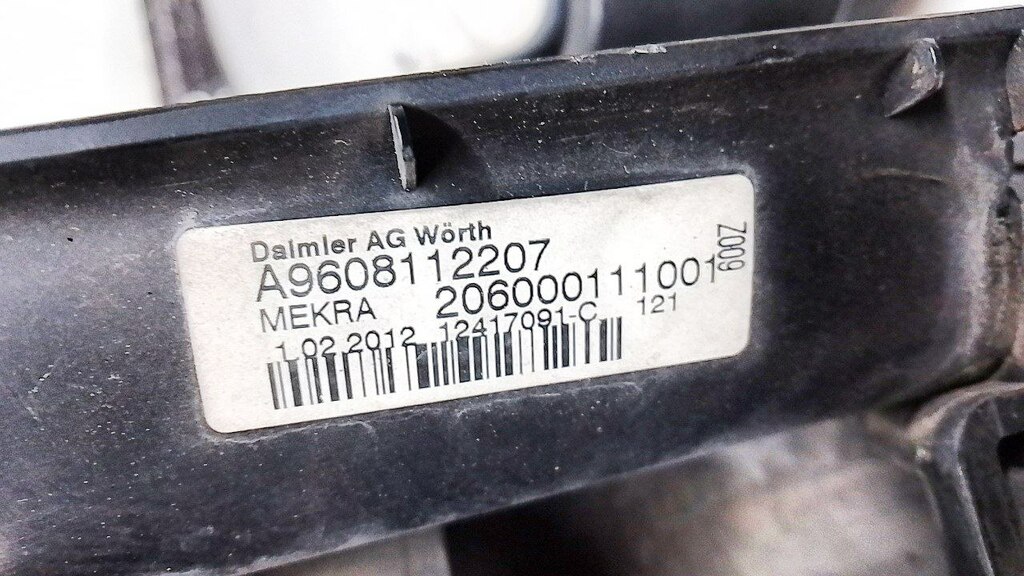 Daimler AG Wörth
A9608112207
MEKRA 206000111001
1.02.2012 12417091-C 121
Z009